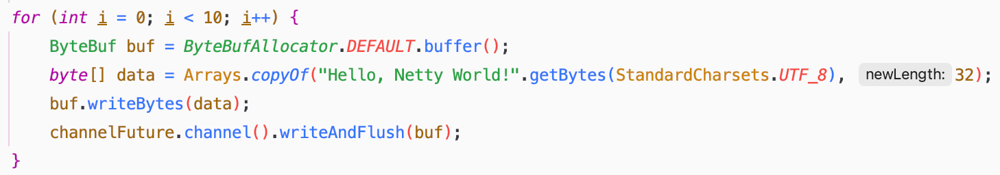 for (int i = 0; i < 10; i++) {
    ByteBuf buf = ByteBufAllocator.DEFAULT.buffer();
    byte[] data = Arrays.copyOf("Hello, Netty World!".getBytes(StandardCharsets.UTF_8), newLength: 32);
    buf.writeBytes(data);
    channelFuture.channel().writeAndFlush(buf);
}